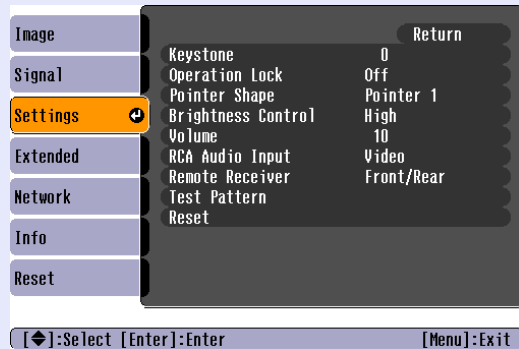 Image
Signal
Settings
Extended
Network
Info
Reset
Return
Keystone 0
Operation Lock Off
Pointer Shape Pointer 1
Brightness Control High
Volume 10
RCA Audio Input Video
Remote Receiver Front/Rear
Test Pattern
Reset
[◆]:Select [Enter]:Enter [Menu]:Exit